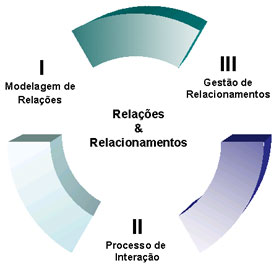 I
Modelagem de
Relações
III
Gestão de
Relacionamentos
Relações
&
Relacionamentos
II
Processo de
Interação